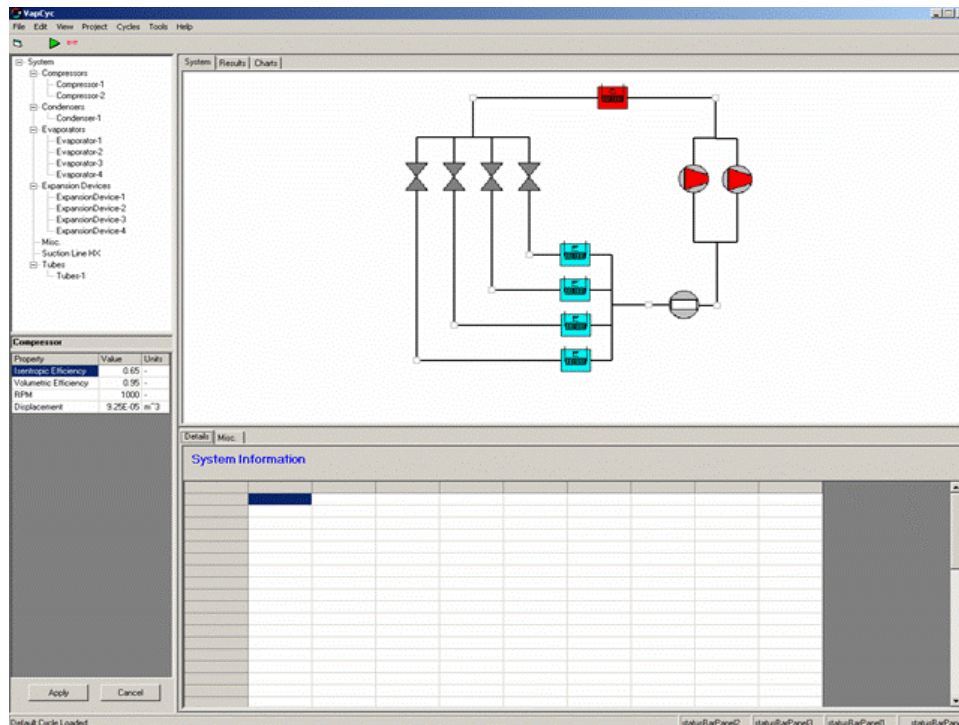 VapCyc
File Edit View Project Cycles Tools Help
System
Compressors
Compressor-1
Compressor-2
Condensers
Condenser-1
Evaporators
Evaporator-1
Evaporator-2
Evaporator-3
Evaporator-4
Expansion Devices
ExpansionDevice-1
ExpansionDevice-2
ExpansionDevice-3
ExpansionDevice-4
Misc.
Suction Line HX
Tubes
Tubes-1
System Results Charts
Compressor
Property Value Units
Isentropic Efficiency 0.65 -
Volumetric Efficiency 0.95 -
RPM 1000 -
Displacement 9.25E-05 m^3
Apply Cancel
Details Misc.
System Information
Default Cycle Loaded
statusBarPanel2 statusBarPanel3 statusBarPanel1 statusBarPan